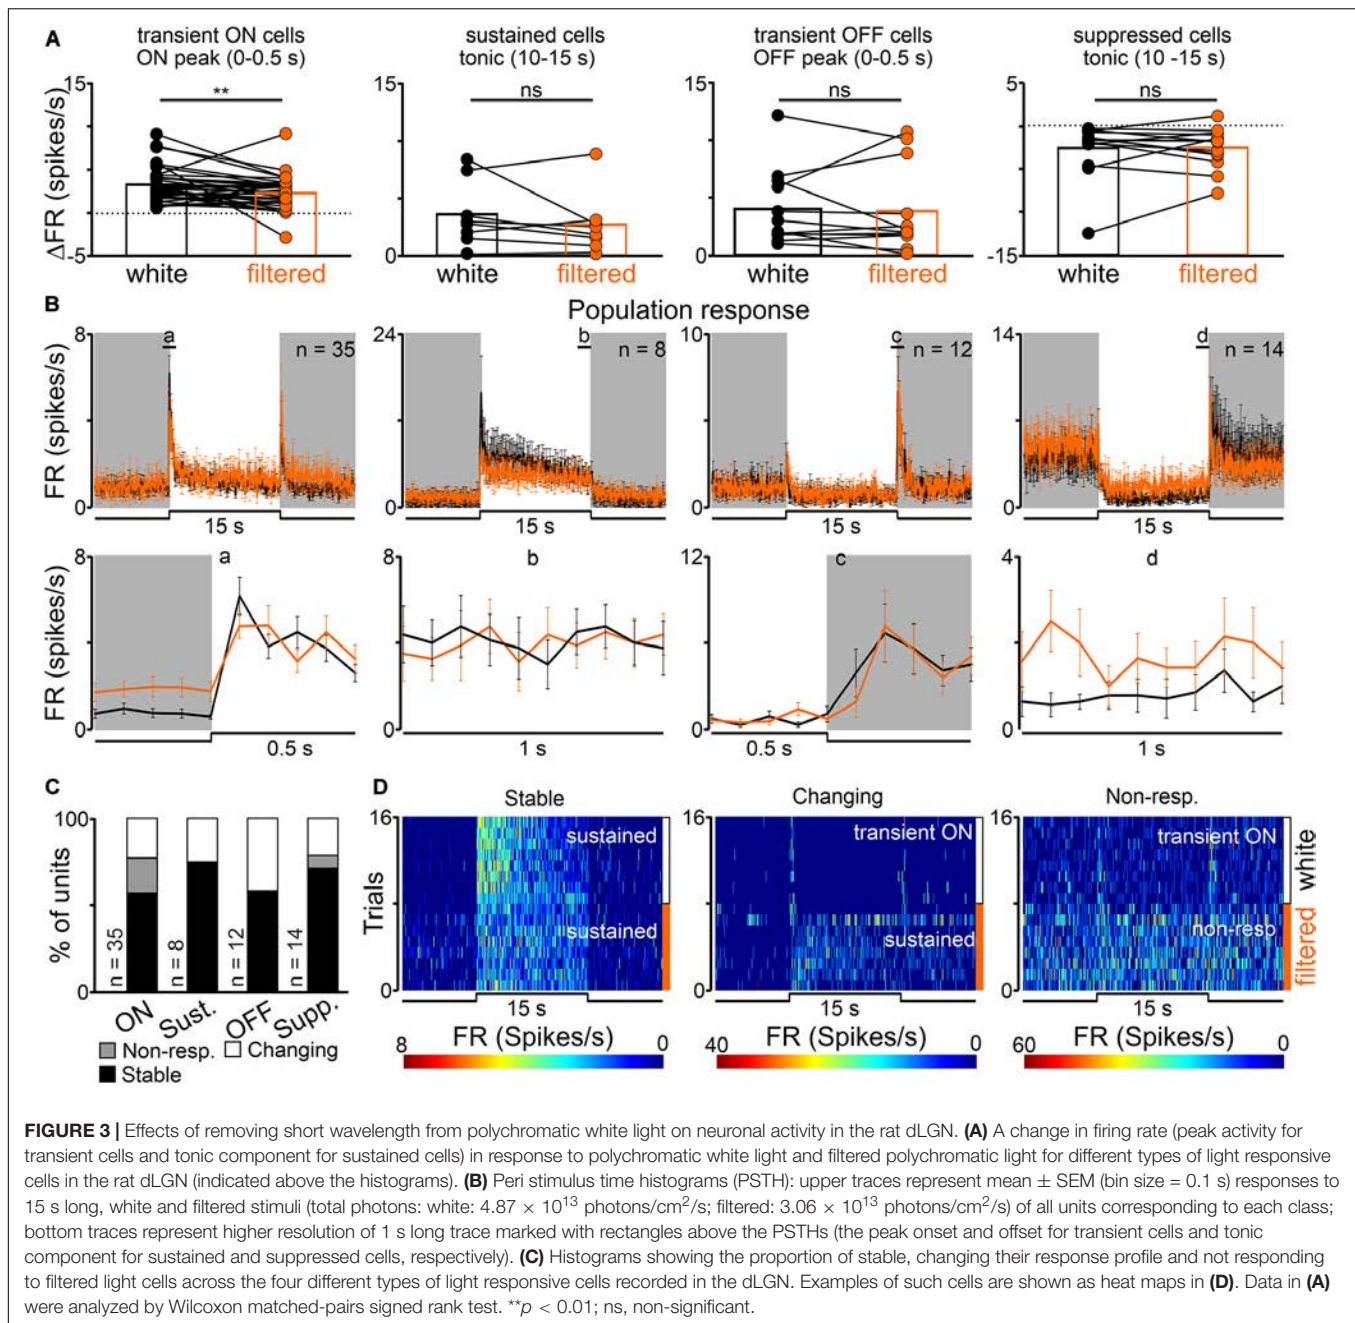 A
transient ON cells
ON peak (0-0.5 s)
sustained cells
tonic (10-15 s)
transient OFF cells
OFF peak (0-0.5 s)
suppressed cells
tonic (10 -15 s)
15
**
-5
ΔFR (spikes/s)
white
filtered
15
ns
0
white
filtered
15
ns
0
white
filtered
5
ns
-15
white
filtered
B
Population response
8
a
n = 35
0
FR (spikes/s)
15 s
24
b
n = 8
0
15 s
10
c
n = 12
0
15 s
14
d
n = 14
0
15 s
8
a
0
FR (spikes/s)
0.5 s
8
b
0
1 s
12
c
0
0.5 s
4
d
0
1 s
C
100
0
% of units
n = 35
n = 8
n = 12
n = 14
ON
Sust.
OFF
Supp.
Non-resp.
Changing
Stable
D
Stable
Changing
Non-resp.
16
8
0
Trials
sustained
sustained
15 s
16
8
0
transient ON
sustained
15 s
16
8
0
transient ON
non-resp
15 s
white
filtered
FR (Spikes/s)
8
0
FR (Spikes/s)
40
0
FR (Spikes/s)
60
0
FIGURE 3 | Effects of removing short wavelength from polychromatic white light on neuronal activity in the rat dLGN. (A) A change in firing rate (peak activity for
transient cells and tonic component for sustained cells) in response to polychromatic white light and filtered polychromatic light for different types of light responsive
cells in the rat dLGN (indicated above the histograms). (B) Peri stimulus time histograms (PSTH): upper traces represent mean ± SEM (bin size = 0.1 s) responses to
15 s long, white and filtered stimuli (total photons: white: 4.87 × 10¹³ photons/cm²/s; filtered: 3.06 × 10¹³ photons/cm²/s) of all units corresponding to each class;
bottom traces represent higher resolution of 1 s long trace marked with rectangles above the PSTHs (the peak onset and offset for transient cells and tonic
component for sustained and suppressed cells, respectively). (C) Histograms showing the proportion of stable, changing their response profile and not responding
to filtered light cells across the four different types of light responsive cells recorded in the dLGN. Examples of such cells are shown as heat maps in (D). Data in (A)
were analyzed by Wilcoxon matched-pairs signed rank test. **p < 0.01; ns, non-significant.